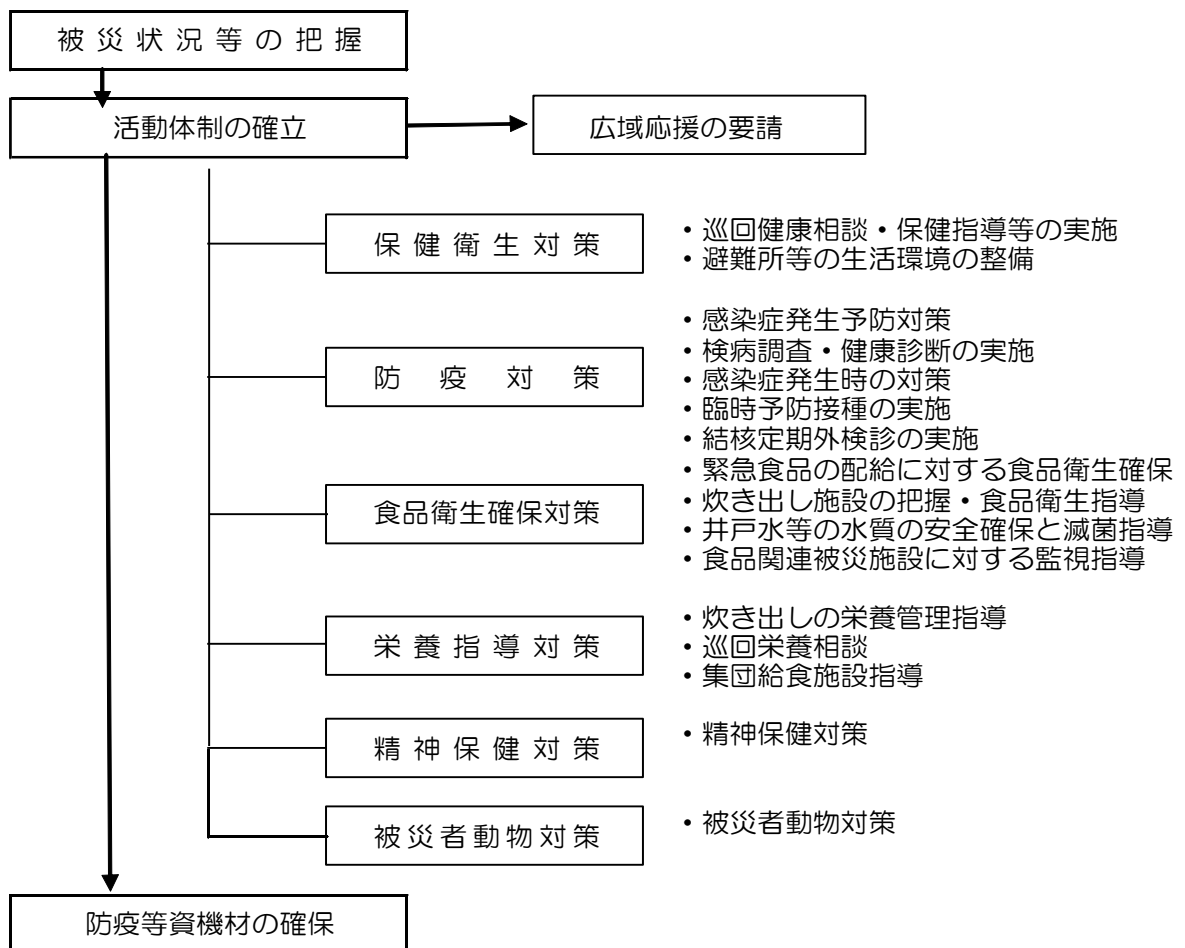 被災状況等の把握
活動体制の確立
広域応援の要請
保健衛生対策
・巡回健康相談・保健指導等の実施
・避難所等の生活環境の整備
防疫対策
・感染症発生予防対策
・検病調査・健康診断の実施
・感染症発生時の対策
・臨時予防接種の実施
・結核定期外検診の実施
食品衛生確保対策
・緊急食品の配給に対する食品衛生確保
・炊き出し施設の把握・食品衛生指導
・井戸水等の水質の安全確保と滅菌指導
・食品関連被災施設に対する監視指導
栄養指導対策
・炊き出しの栄養管理指導
・巡回栄養相談
・集団給食施設指導
精神保健対策
・精神保健対策
被災者動物対策
・被災者動物対策
防疫等資機材の確保